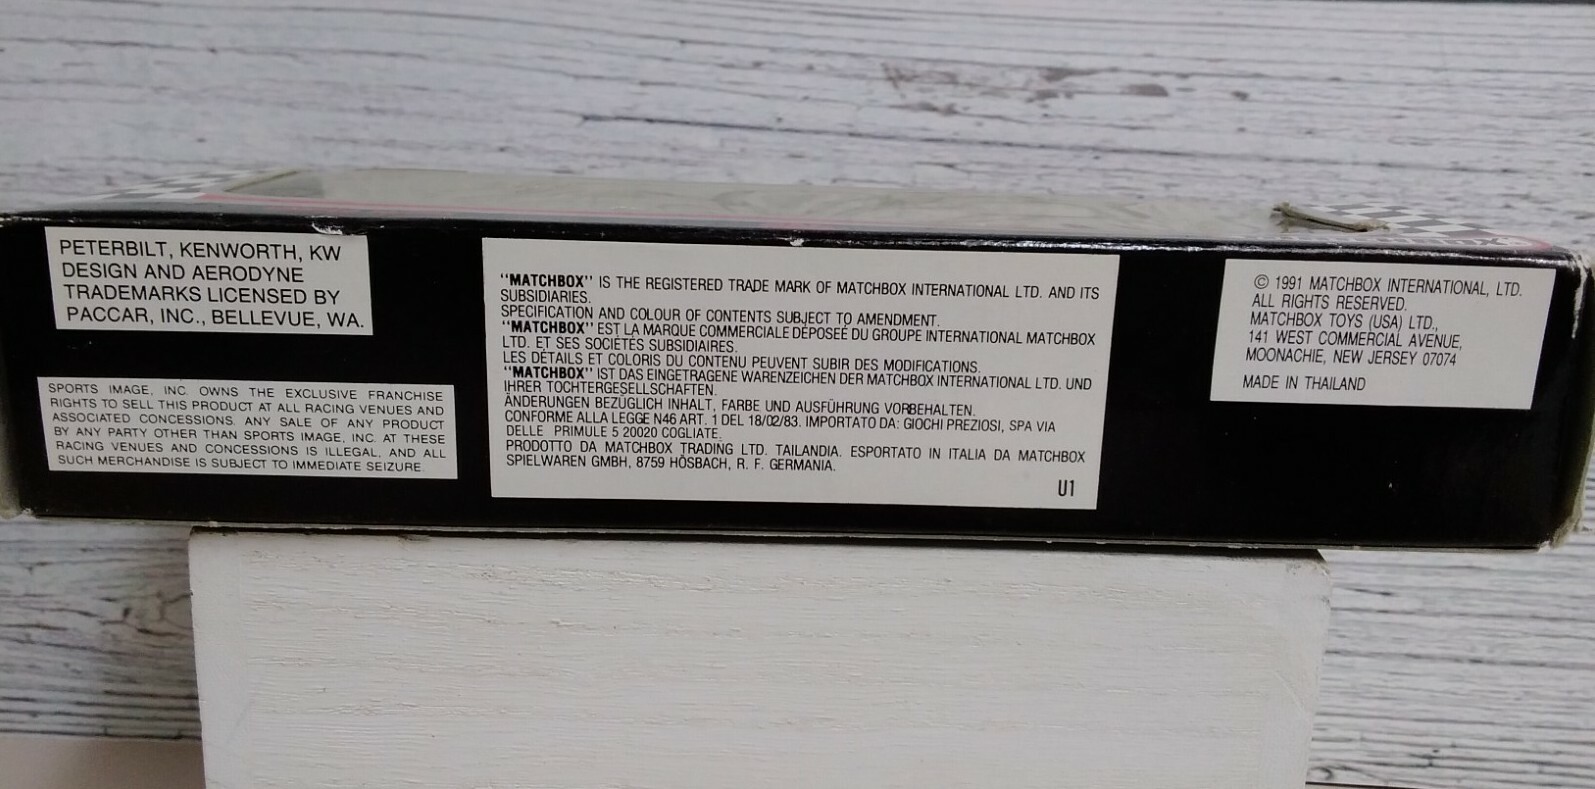 PETERBILT, KENWORTH, KW
DESIGN AND AERODYNE
TRADEMARKS LICENSED BY
PACCAR, INC., BELLEVUE, WA.
SPORTS IMAGE, INC. OWNS THE EXCLUSIVE FRANCHISE
RIGHTS TO SELL THIS PRODUCT AT ALL RACING VENUES AND
ASSOCIATED CONCESSIONS. ANY SALE OF ANY PRODUCT
BY ANY PARTY OTHER THAN SPORTS IMAGE, INC. AT THESE
RACING VENUES AND CONCESSIONS IS ILLEGAL, AND ALL
SUCH MERCHANDISE IS SUBJECT TO IMMEDIATE SEIZURE.
"MATCHBOX" IS THE REGISTERED TRADE MARK OF MATCHBOX INTERNATIONAL LTD. AND ITS
SUBSIDIARIES.
SPECIFICATION AND COLOUR OF CONTENTS SUBJECT TO AMENDMENT.
"MATCHBOX" EST LA MARQUE COMMERCIALE DÉPOSÉE DU GROUPE INTERNATIONAL MATCHBOX
LTD. ET SES SOCIÉTÉS SUBSIDIAIRES.
LES DÉTAILS ET COLORIS DU CONTENU PEUVENT SUBIR DES MODIFICATIONS.
"MATCHBOX" IST DAS EINGETRAGENE WARENZEICHEN DER MATCHBOX INTERNATIONAL LTD. UND
IHRER TOCHTERGESELLSCHAFTEN.
ÄNDERUNGEN BEZÜGLICH INHALT, FARBE UND AUSFÜHRUNG VORBEHALTEN.
CONFORME ALLA LEGGE N46 ART. 1 DEL 18/02/83. IMPORTATO DA: GIOCHI PREZIOSI, SPA VIA
DELLE PRIMULE 5 20020 COGLIATE.
PRODOTTO DA MATCHBOX TRADING LTD. TAILANDIA. ESPORTATO IN ITALIA DA MATCHBOX
SPIELWAREN GMBH, 8759 HÖSBACH, R. F. GERMANIA.
U1
© 1991 MATCHBOX INTERNATIONAL, LTD.
ALL RIGHTS RESERVED.
MATCHBOX TOYS (USA) LTD.,
141 WEST COMMERCIAL AVENUE,
MOONACHIE, NEW JERSEY 07074
MADE IN THAILAND